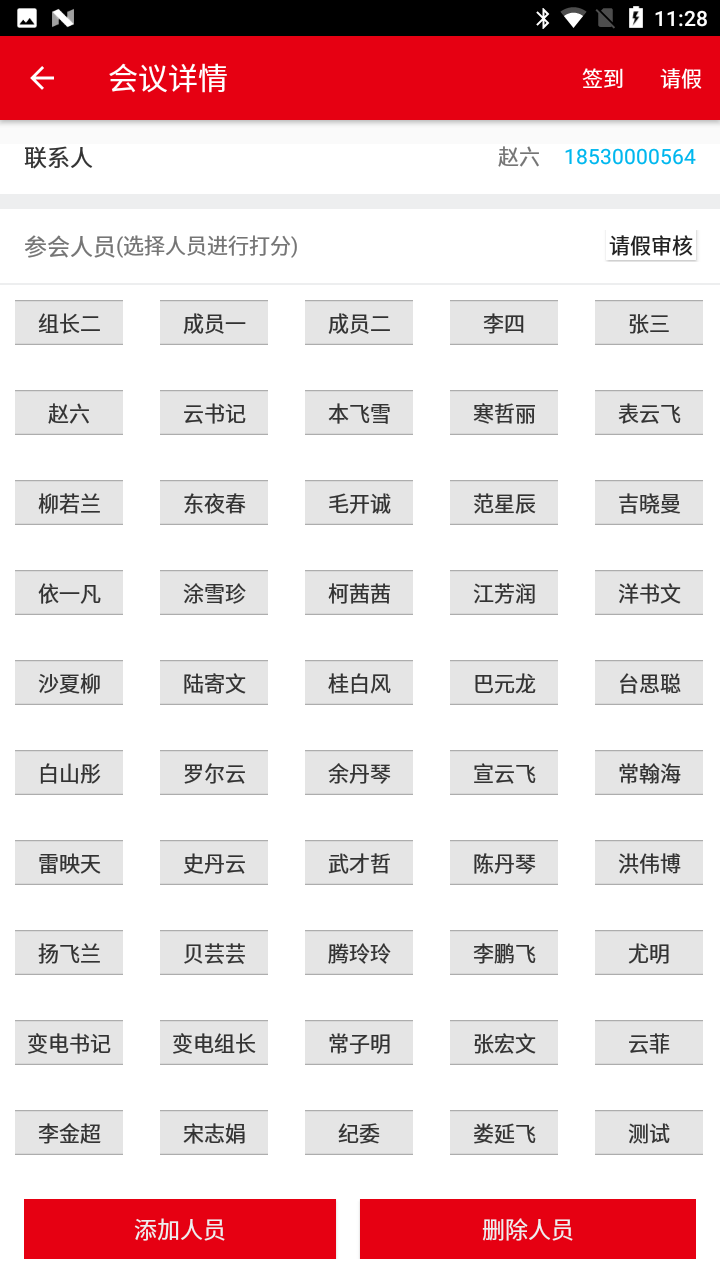 11:28
会议详情 签到 请假
联系人 赵六 18530000564
参会人员(选择人员进行打分) 请假审核
组长二 成员一 成员二 李四 张三
赵六 云书记 本飞雪 寒哲丽 表云飞
柳若兰 东夜春 毛开诚 范星辰 吉晓曼
依一凡 涂雪珍 柯茜茜 江芳润 洋书文
沙夏柳 陆寄文 桂白风 巴元龙 台思聪
白山彤 罗尔云 余丹琴 宣云飞 常翰海
雷映天 史丹云 武才哲 陈丹琴 洪伟博
扬飞兰 贝芸芸 腾玲玲 李鹏飞 尤明
变电书记 变电组长 常子明 张宏文 云菲
李金超 宋志娟 纪委 娄延飞 测试
添加人员 删除人员